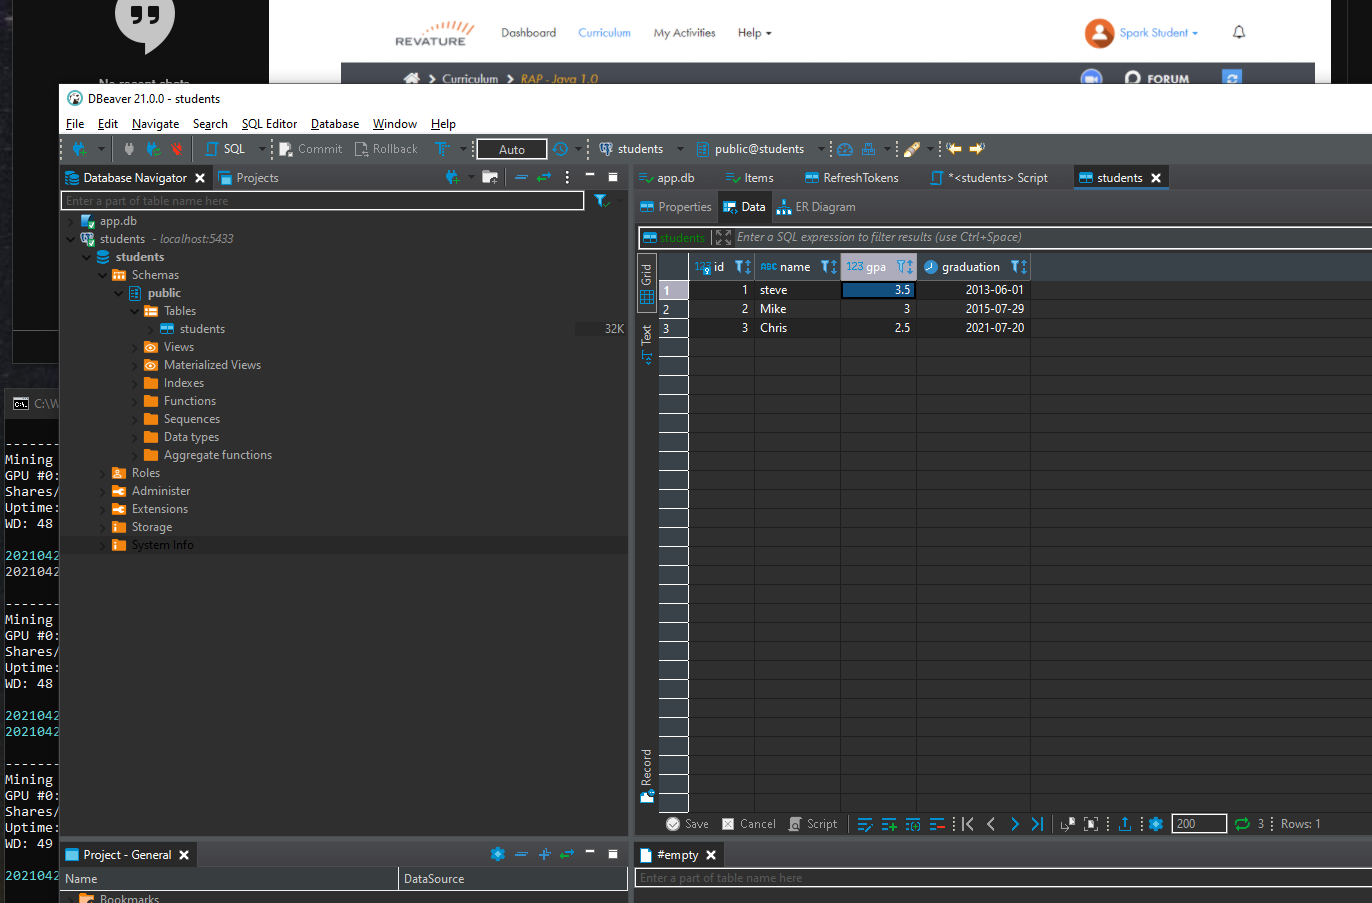 REVATURE
Dashboard
Curriculum
My Activities
Help
Spark Student
No recent chats
Curriculum
RAP - Java 1.0
FORUM
DBeaver 21.0.0 - students
File Edit Navigate Search SQL Editor Database Window Help
SQL Commit Rollback Auto students public@students
Database Navigator Projects
Enter a part of table name here
app.db
students - localhost:5433
students
Schemas
public
Tables
students 32K
Views
Materialized Views
Indexes
Functions
Sequences
Data types
Aggregate functions
Roles
Administer
Extensions
Storage
System Info
app.db Items RefreshTokens *<students> Script students
Properties Data ER Diagram
students Enter a SQL expression to filter results (use Ctrl+Space)
Grid
Text
Record
123 id ABC name 123 gpa graduation
1 1 steve 3.5 2013-06-01
2 2 Mike 3 2015-07-29
3 3 Chris 2.5 2021-07-20
Save Cancel Script 200 3 Rows: 1
Project - General
Name DataSource
Bookmarks
#empty
Enter a part of table name here
C:\W
-------
Mining
GPU #0:
Shares/
Uptime:
WD: 48
2021042
2021042
-------
Mining
GPU #0:
Shares/
Uptime:
WD: 48
2021042
2021042
-------
Mining
GPU #0:
Shares/
Uptime:
WD: 49
2021042